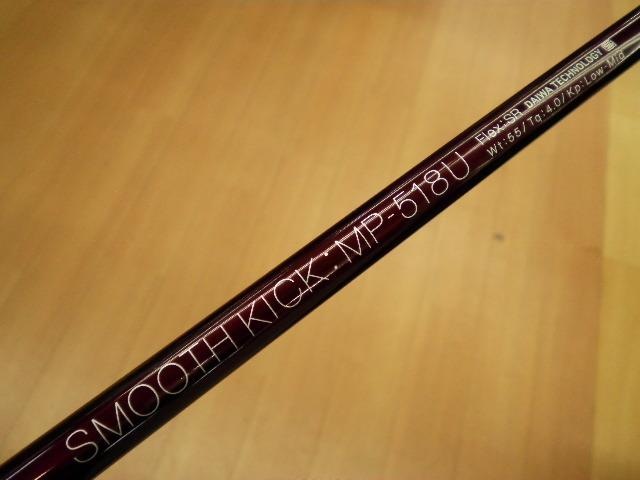 SMOOTH KICK: MP-518U
Flex:SR DAIWA TECHNOLOGY
Wt:55/Tq:4.0/Kp:Low-Mid